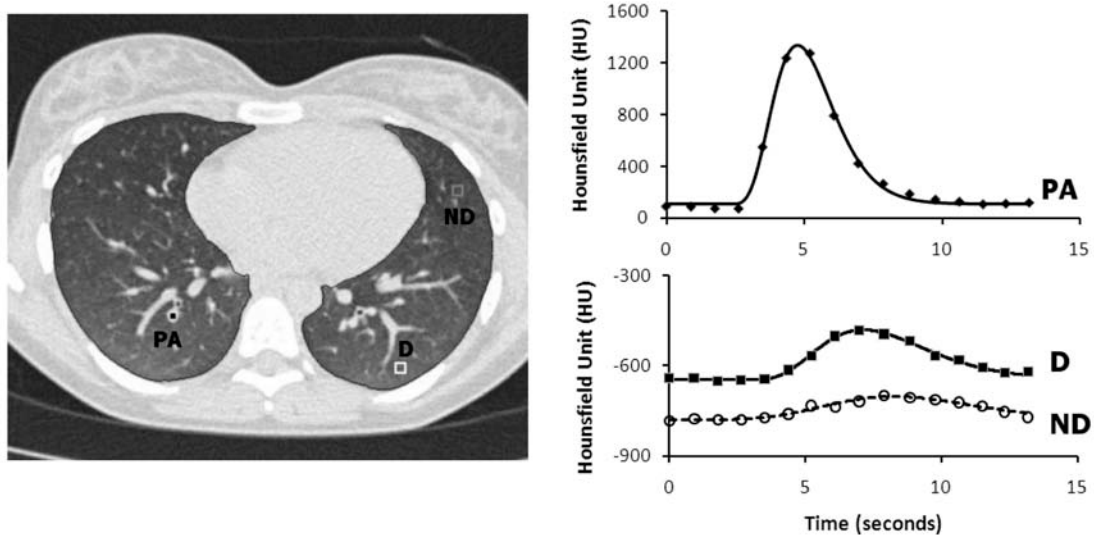 ND
PA
D
Hounsfield Unit (HU)
1600
1200
800
400
0
0
5
10
15
PA
Hounsfield Unit (HU)
-300
-600
-900
0
5
10
15
D
ND
Time (seconds)